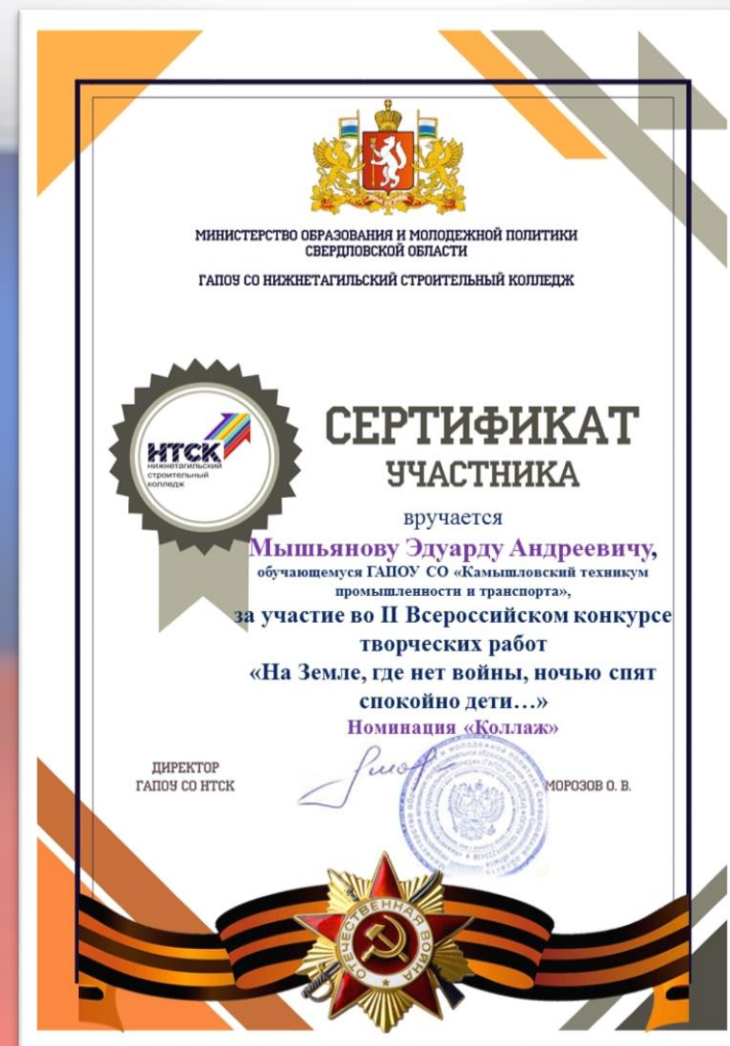 МИНИСТЕРСТВО ОБРАЗОВАНИЯ И МОЛОДЕЖНОЙ ПОЛИТИКИ
СВЕРДЛОВСКОЙ ОБЛАСТИ
ГАПОУ СО НИЖНЕТАГИЛЬСКИЙ СТРОИТЕЛЬНЫЙ КОЛЛЕДЖ
НТСК
нижнетагильский
строительный
колледж
СЕРТИФИКАТ
УЧАСТНИКА
вручается
Мышьянову Эдуарду Андреевичу,
обучающемуся ГАПОУ СО «Камышловский техникум
промышленности и транспорта»,
за участие во II Всероссийском конкурсе
творческих работ
«На Земле, где нет войны, ночью спят
спокойно дети…»
Номинация «Коллаж»
ДИРЕКТОР
ГАПОУ СО НТСК
МОРОЗОВ О. В.
ОТЕЧЕСТВЕННАЯ ВОЙНА